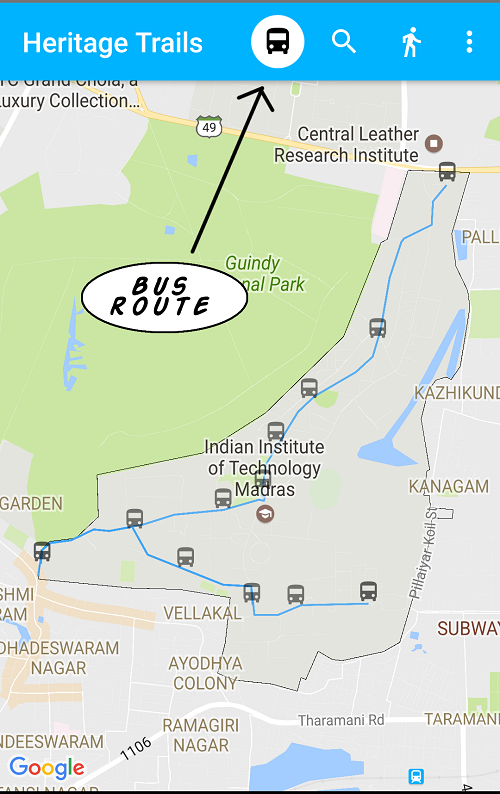 Heritage Trails
TC Grand Chola, a
Luxury Collection...
49
Central Leather
Research Institute
PALL
Guindy
nal Park
BUS
ROUTE
KAZHIKUND
Indian Institute
of Technology
Madras
KANAGAM
GARDEN
Pillaiyar Koil St
SHMI
RAM
VELLAKAL
SUBWAY
DHADESWARAM
NAGAR
AYODHYA
COLONY
Tharamani Rd
TARAMANI
RAMAGIRI
NAGAR
NDEESWARAM
1106
Google